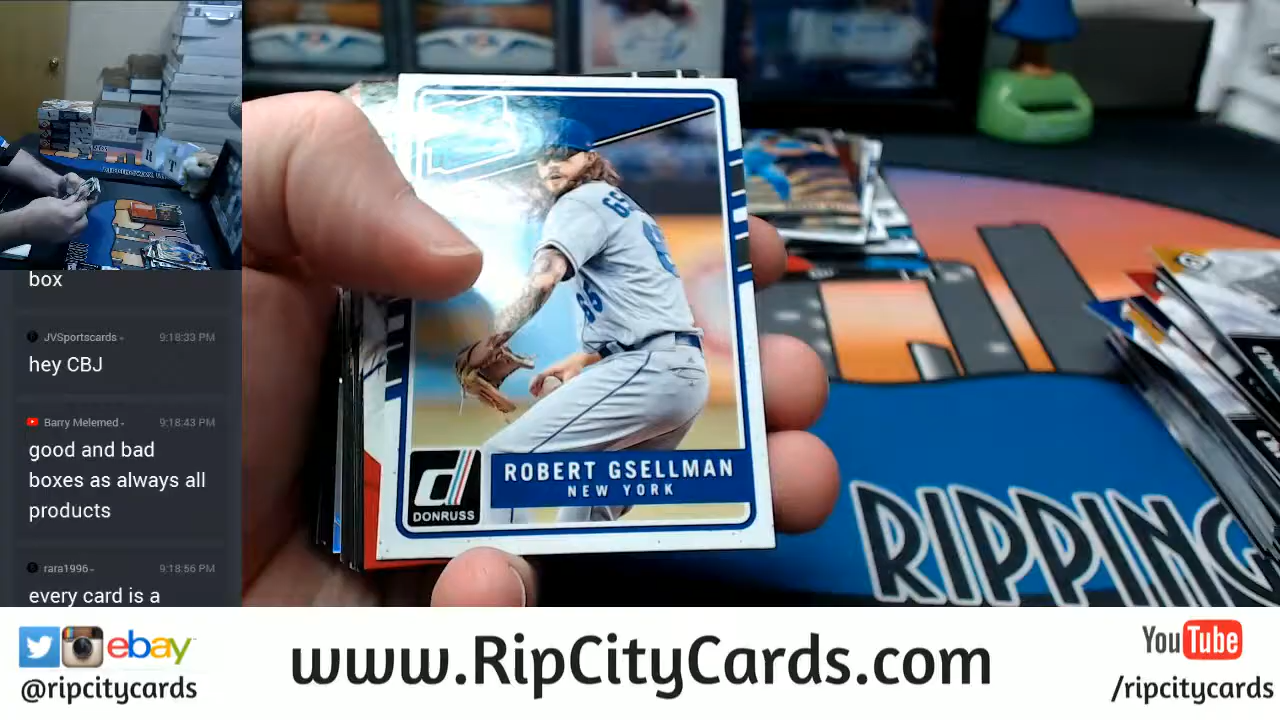 box
JVSportscards- 9:18:33 PM
hey CBJ
Barry Melemed- 9:18:43 PM
good and bad
boxes as always all
products
rara1996- 9:18:56 PM
every card is a
ROBERT GSELLMAN
NEW YORK
d
DONRUSS
65
RIPPING
ebay
@ripcitycards
www.RipCityCards.com
YouTube
/ripcitycards